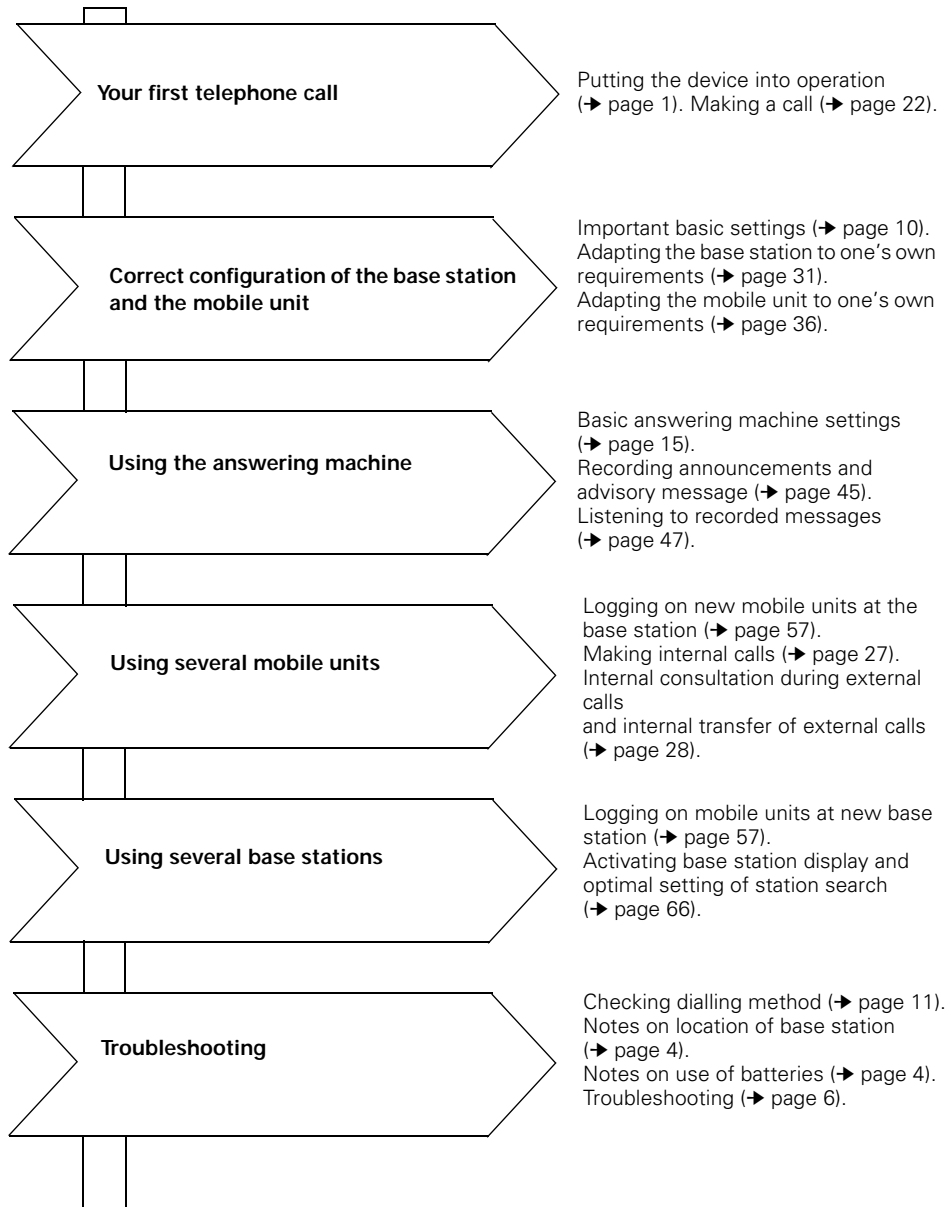 Your first telephone call
Putting the device into operation
(➔ page 1). Making a call (➔ page 22).
Correct configuration of the base station
and the mobile unit
Important basic settings (➔ page 10).
Adapting the base station to one's own
requirements (➔ page 31).
Adapting the mobile unit to one's own
requirements (➔ page 36).
Using the answering machine
Basic answering machine settings
(➔ page 15).
Recording announcements and
advisory message (➔ page 45).
Listening to recorded messages
(➔ page 47).
Using several mobile units
Logging on new mobile units at the
base station (➔ page 57).
Making internal calls (➔ page 27).
Internal consultation during external
calls
and internal transfer of external calls
(➔ page 28).
Using several base stations
Logging on mobile units at new base
station (➔ page 57).
Activating base station display and
optimal setting of station search
(➔ page 66).
Troubleshooting
Checking dialling method (➔ page 11).
Notes on location of base station
(➔ page 4).
Notes on use of batteries (➔ page 4).
Troubleshooting (➔ page 6).